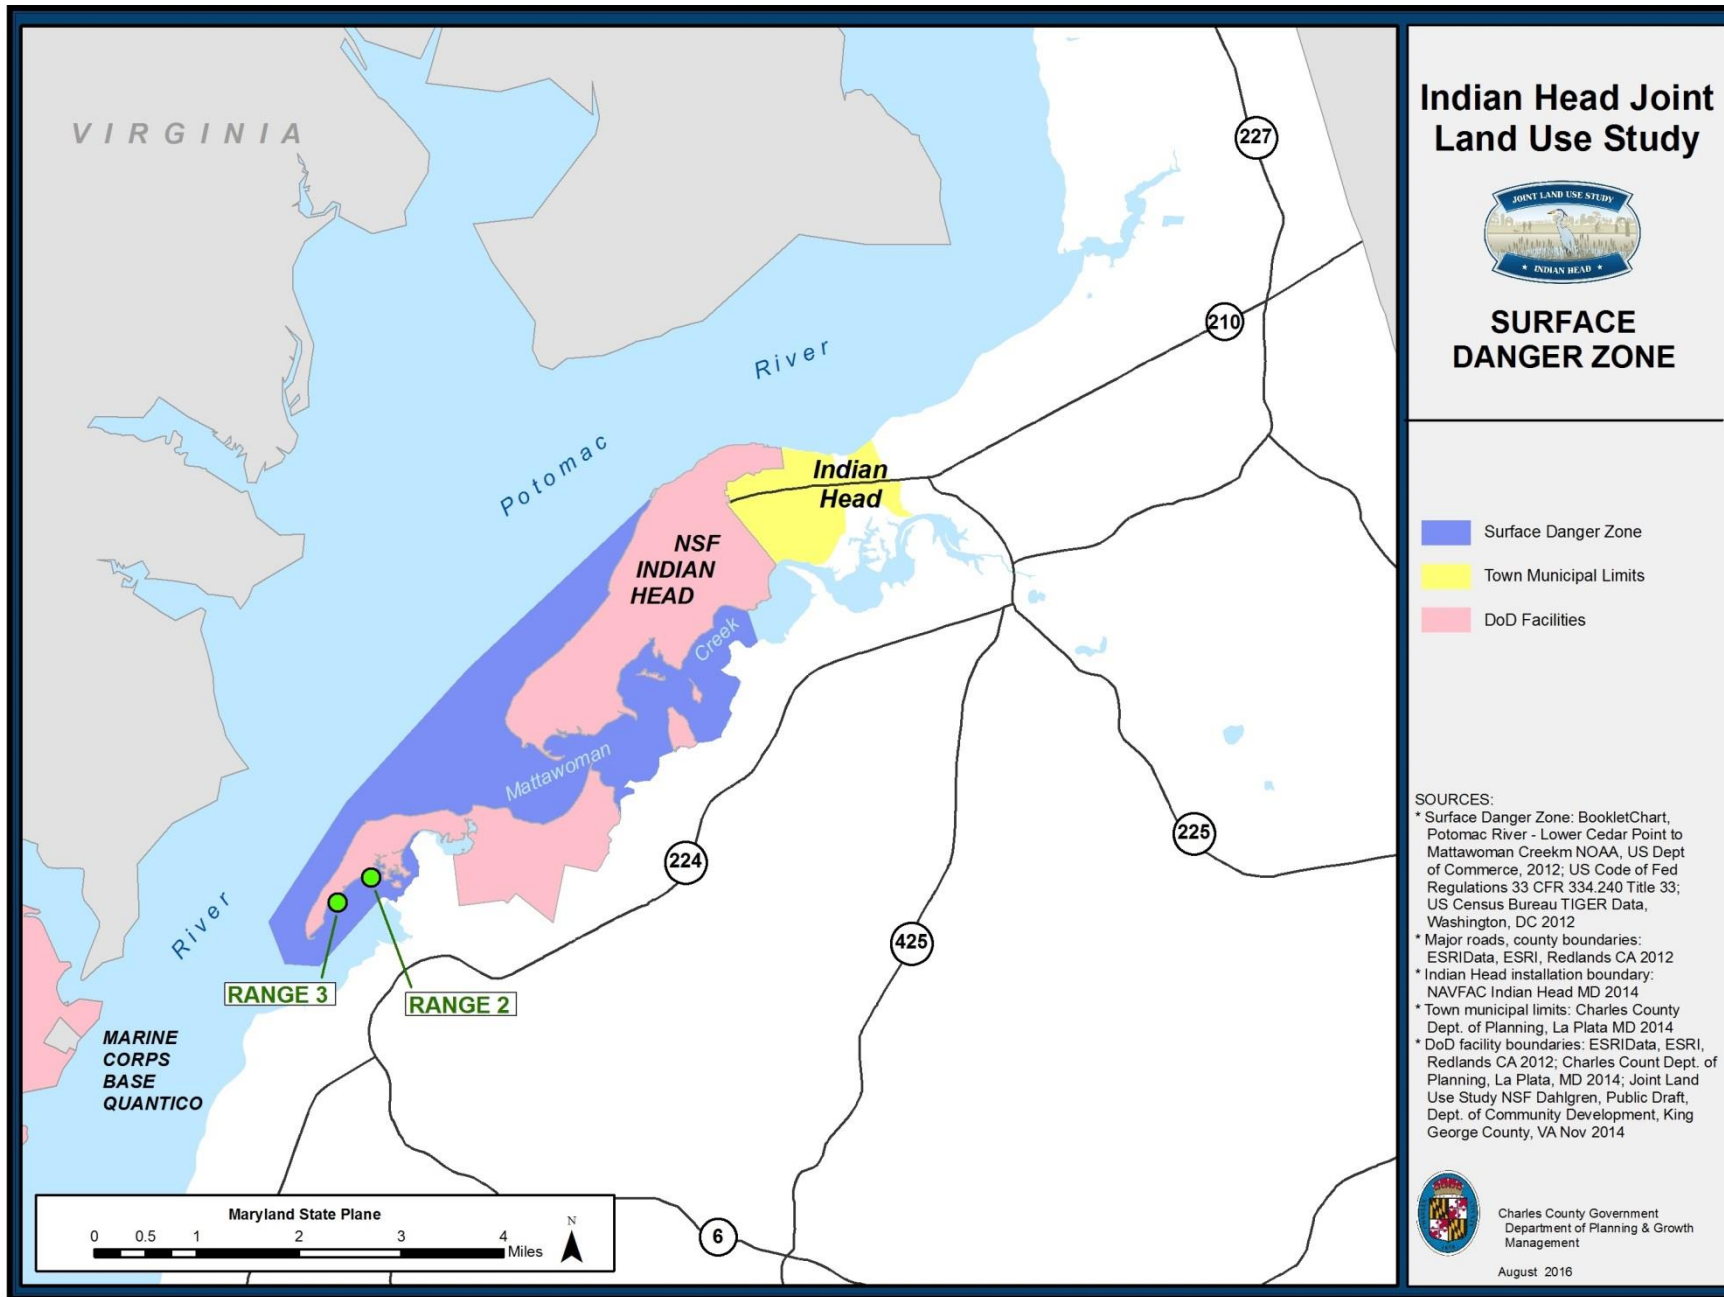 VIRGINIA
Potomac
River
River
Indian
Head
NSF
INDIAN
HEAD
Creek
Mattawoman
227
210
224
225
425
6
RANGE 3
RANGE 2
MARINE
CORPS
BASE
QUANTICO
Maryland State Plane
0 0.5 1 2 3 4
Miles
N
Indian Head Joint
Land Use Study
JOINT LAND USE STUDY
* INDIAN HEAD *
SURFACE
DANGER ZONE
Surface Danger Zone
Town Municipal Limits
DoD Facilities
SOURCES:
* Surface Danger Zone: BookletChart,
Potomac River - Lower Cedar Point to
Mattawoman Creekm NOAA, US Dept
of Commerce, 2012; US Code of Fed
Regulations 33 CFR 334.240 Title 33;
US Census Bureau TIGER Data,
Washington, DC 2012
* Major roads, county boundaries:
ESRIData, ESRI, Redlands CA 2012
* Indian Head installation boundary:
NAVFAC Indian Head MD 2014
* Town municipal limits: Charles County
Dept. of Planning, La Plata MD 2014
* DoD facility boundaries: ESRIData, ESRI,
Redlands CA 2012; Charles Count Dept. of
Planning, La Plata, MD 2014; Joint Land
Use Study NSF Dahlgren, Public Draft,
Dept. of Community Development, King
George County, VA Nov 2014
Charles County Government
Department of Planning & Growth
Management
August 2016